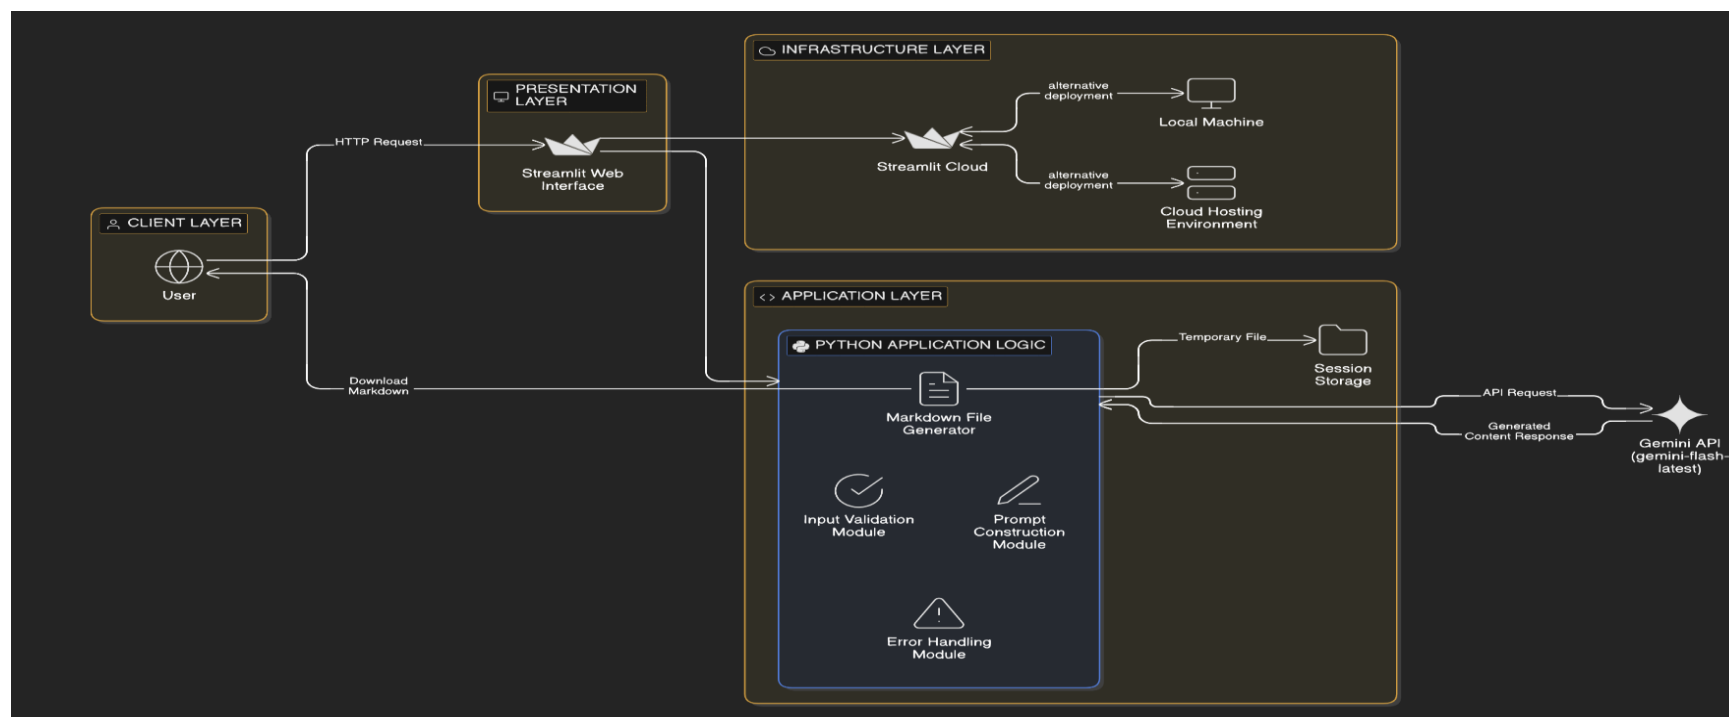 INFRASTRUCTURE LAYER
alternative
deployment
Local Machine
Streamlit Cloud
alternative
deployment
Cloud Hosting
Environment
PRESENTATION
LAYER
HTTP Request
Streamlit Web
Interface
CLIENT LAYER
User
APPLICATION LAYER
PYTHON APPLICATION LOGIC
Temporary File
Session
Storage
Download
Markdown
Markdown File
Generator
API Request
Generated
Content Response
Gemini API
(gemini-flash-
latest)
Input Validation
Module
Prompt
Construction
Module
Error Handling
Module